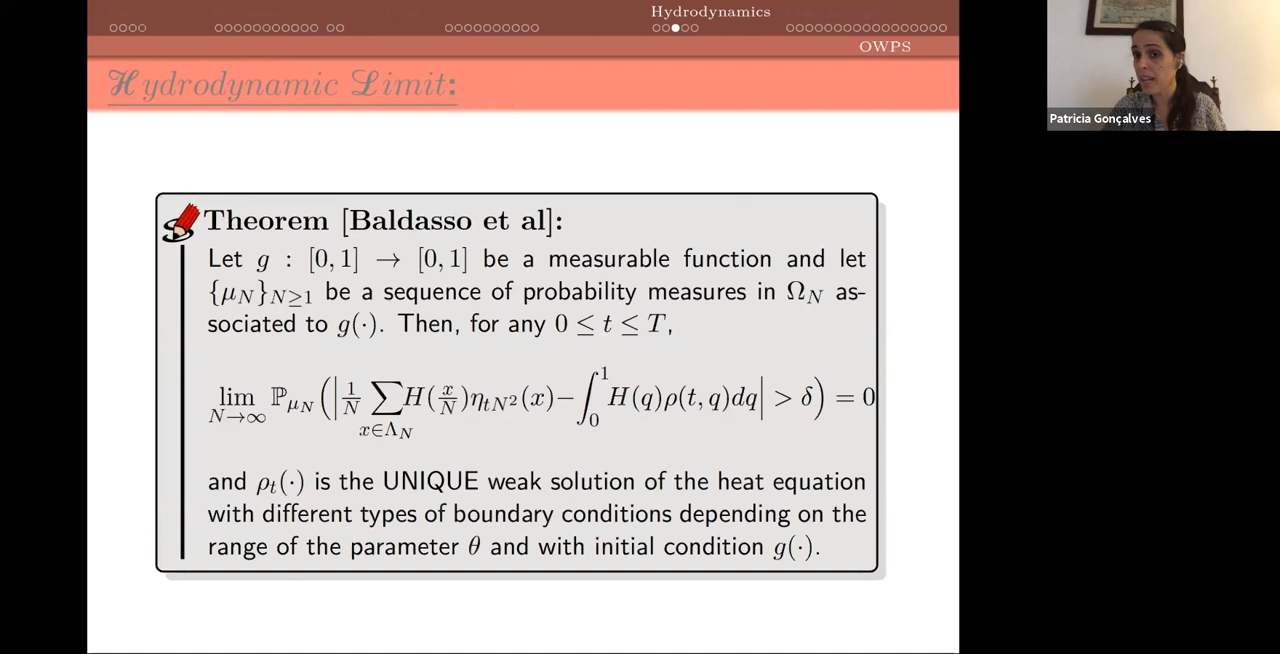 Hydrodynamics
OWPS
Hydrodynamic Limit:
Patricia Gonçalves
Theorem [Baldasso et al]:
Let g : [0, 1] → [0, 1] be a measurable function and let
{μ_N}_{N≥1} be a sequence of probability measures in Ω_N as-
sociated to g(·). Then, for any 0 ≤ t ≤ T,
lim_{N→∞} ℙ_{μ_N}(|1/N ∑_{x∈Λ_N} H(x/N)η_{tN²}(x) − ∫_0^1 H(q)ρ(t, q)dq| > δ) = 0
and ρ_t(·) is the UNIQUE weak solution of the heat equation
with different types of boundary conditions depending on the
range of the parameter θ and with initial condition g(·).